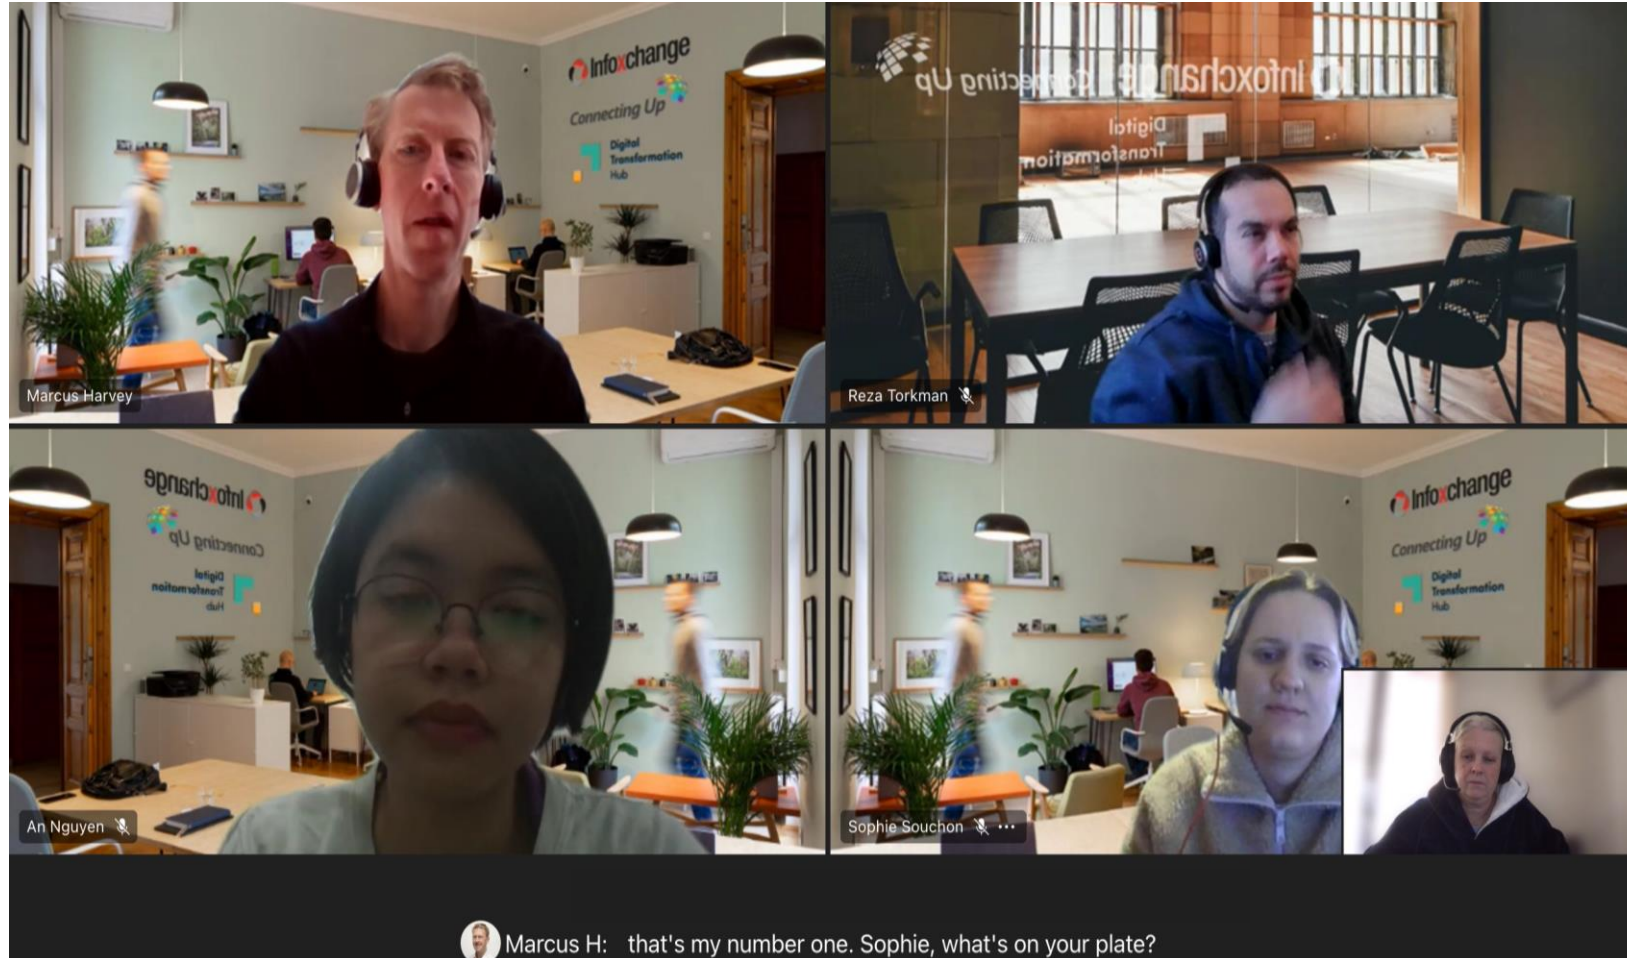 Infoxchange
Connecting Up
Digital
Transformation
Hub
Marcus Harvey
Connecting Up Infoxchange
Digital
Transformation
Hub
Reza Torkman
Infoxchange
Connecting Up
Digital
Transformation
Hub
An Nguyen
Infoxchange
Connecting Up
Digital
Transformation
Hub
Sophie Souchon
Marcus H: that's my number one. Sophie, what's on your plate?